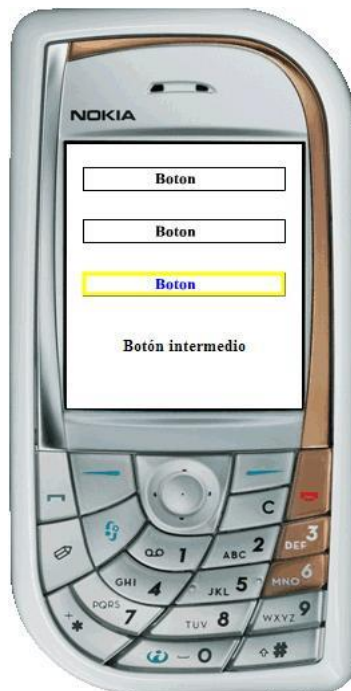 NOKIA
Boton
Boton
Boton
Botón intermedio
C
1
ABC 2
DEF 3
GHI 4
JKL 5
MNO 6
PQRS 7
TUV 8
WXYZ 9
+ *
- 0
#